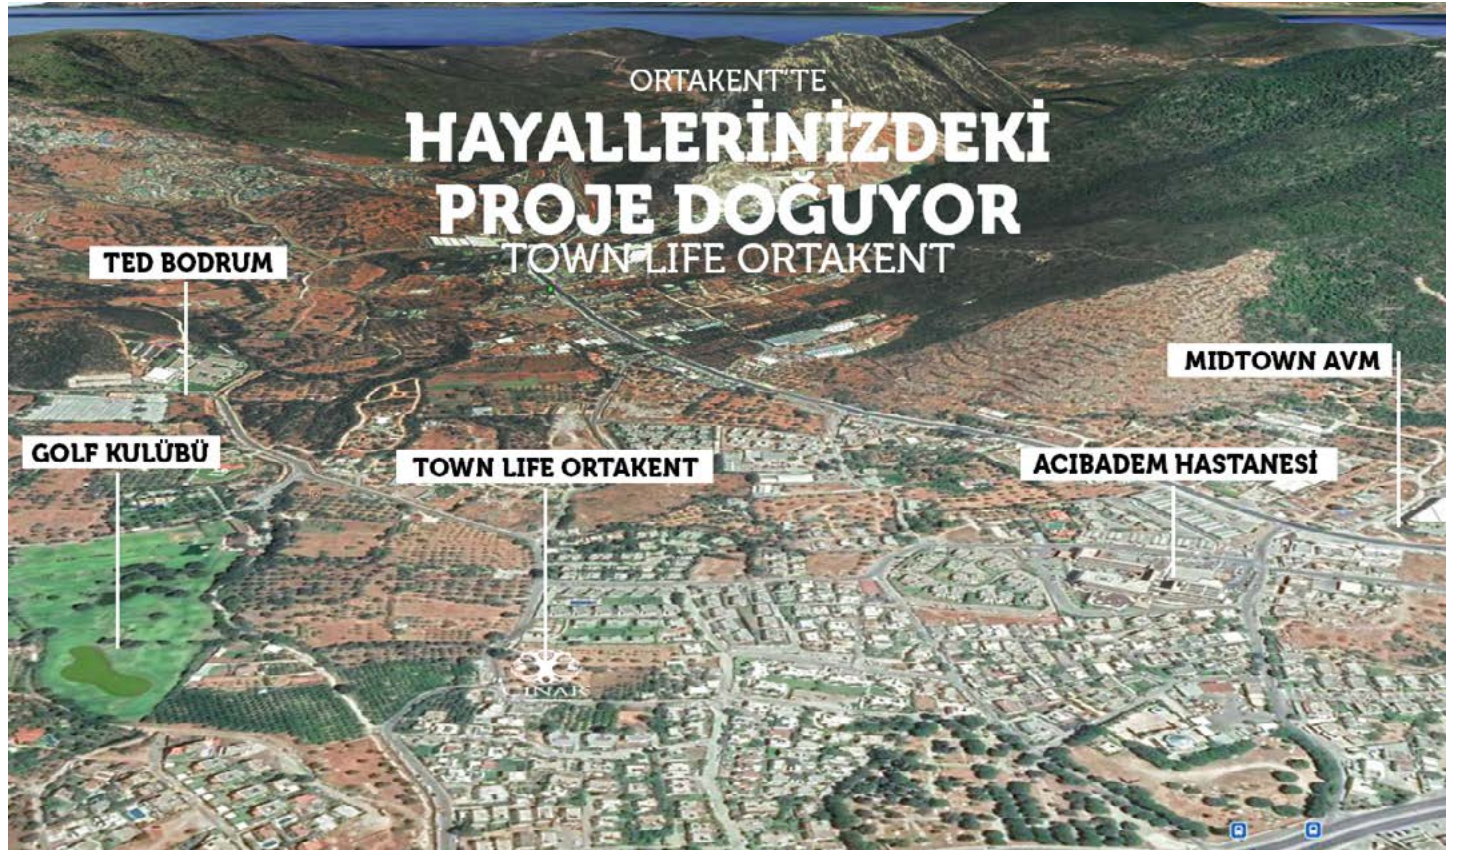 ORTAKENT'TE
HAYALLERİNİZDEKİ
PROJE DOĞUYOR
TOWN LIFE ORTAKENT
TED BODRUM
MIDTOWN AVM
GOLF KULÜBÜ
TOWN LIFE ORTAKENT
ACIBADEM HASTANESİ
ÇINAR